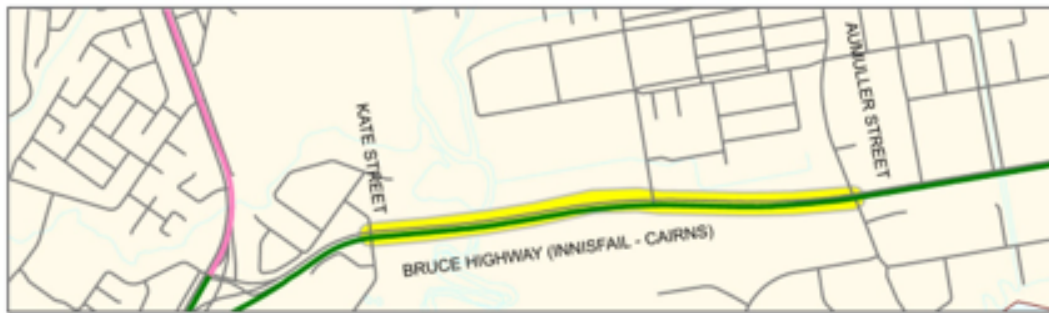 KATE STREET
AUMULLER STREET
BRUCE HIGHWAY (INNISFAIL - CAIRNS)